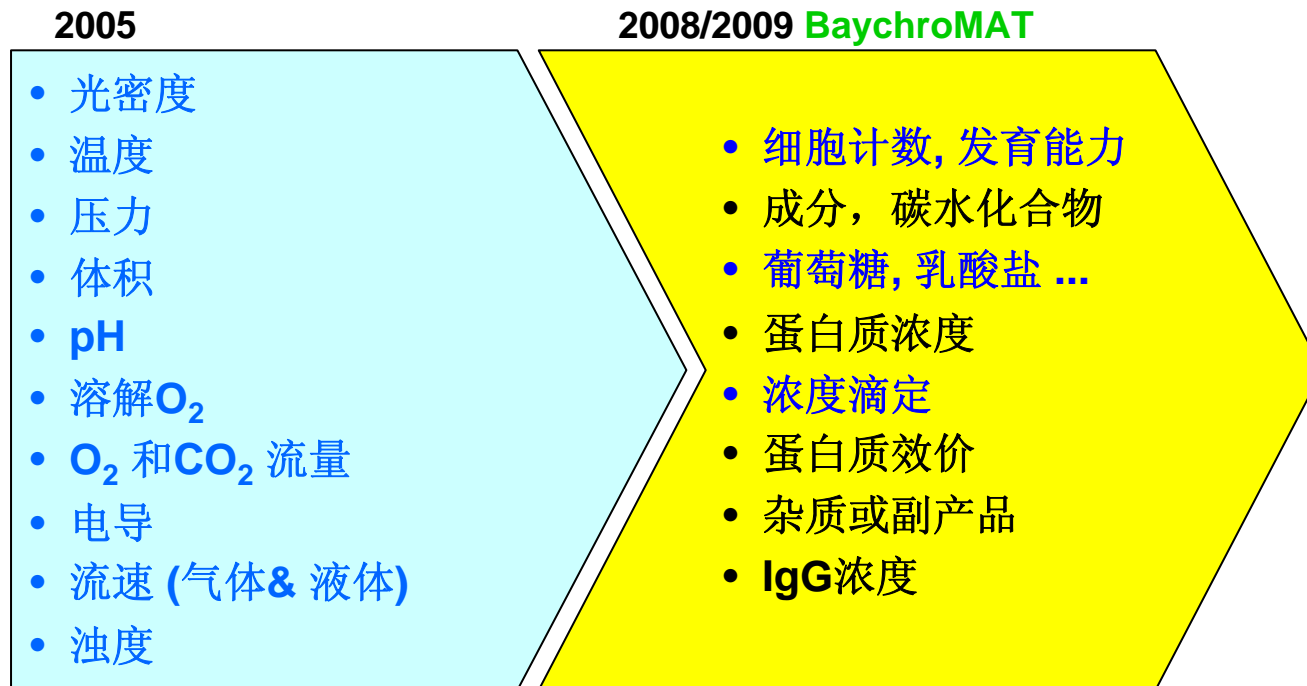 2005
• 光密度
• 温度
• 压力
• 体积
• pH
• 溶解O₂
• O₂ 和CO₂ 流量
• 电导
• 流速 (气体& 液体)
• 浊度
2008/2009 BaychroMAT
• 细胞计数, 发育能力
• 成分，碳水化合物
• 葡萄糖, 乳酸盐 ...
• 蛋白质浓度
• 浓度滴定
• 蛋白质效价
• 杂质或副产品
• IgG浓度